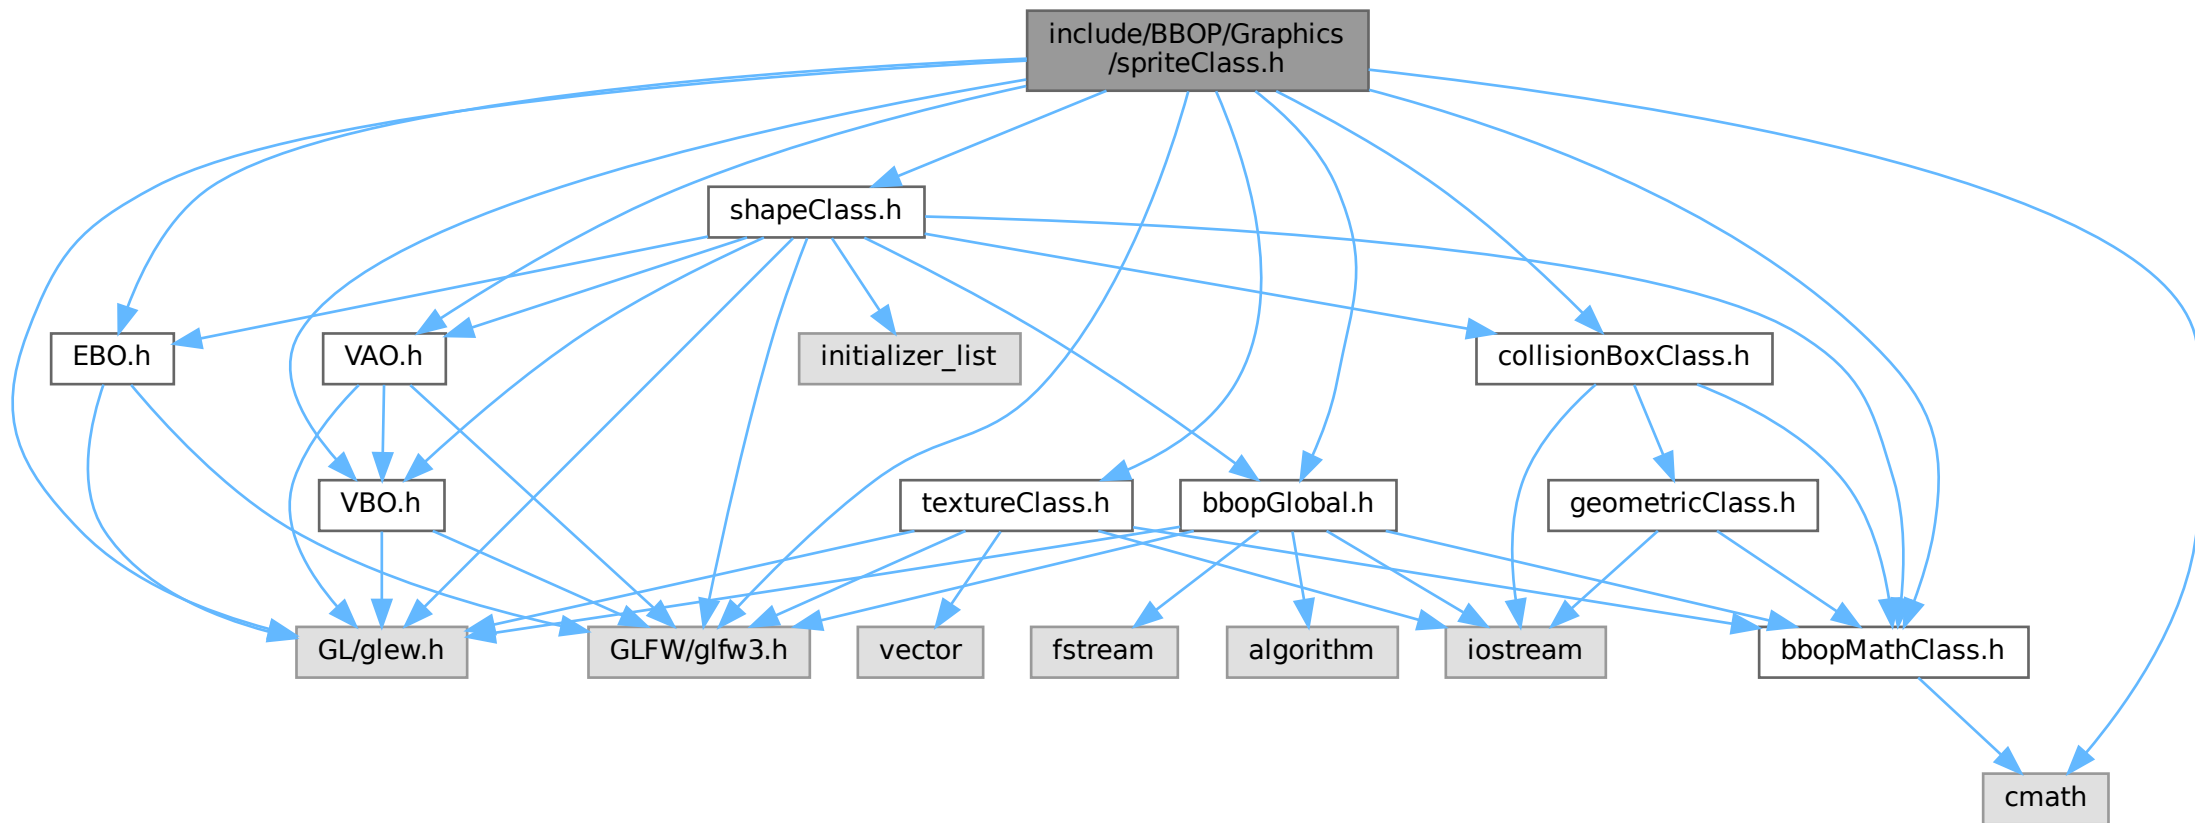 include/BBOP/Graphics
/spriteClass.h
shapeClass.h
EBO.h
VAO.h
initializer_list
collisionBoxClass.h
VBO.h
textureClass.h
bbopGlobal.h
geometricClass.h
GL/glew.h
GLFW/glfw3.h
vector
fstream
algorithm
iostream
bbopMathClass.h
cmath